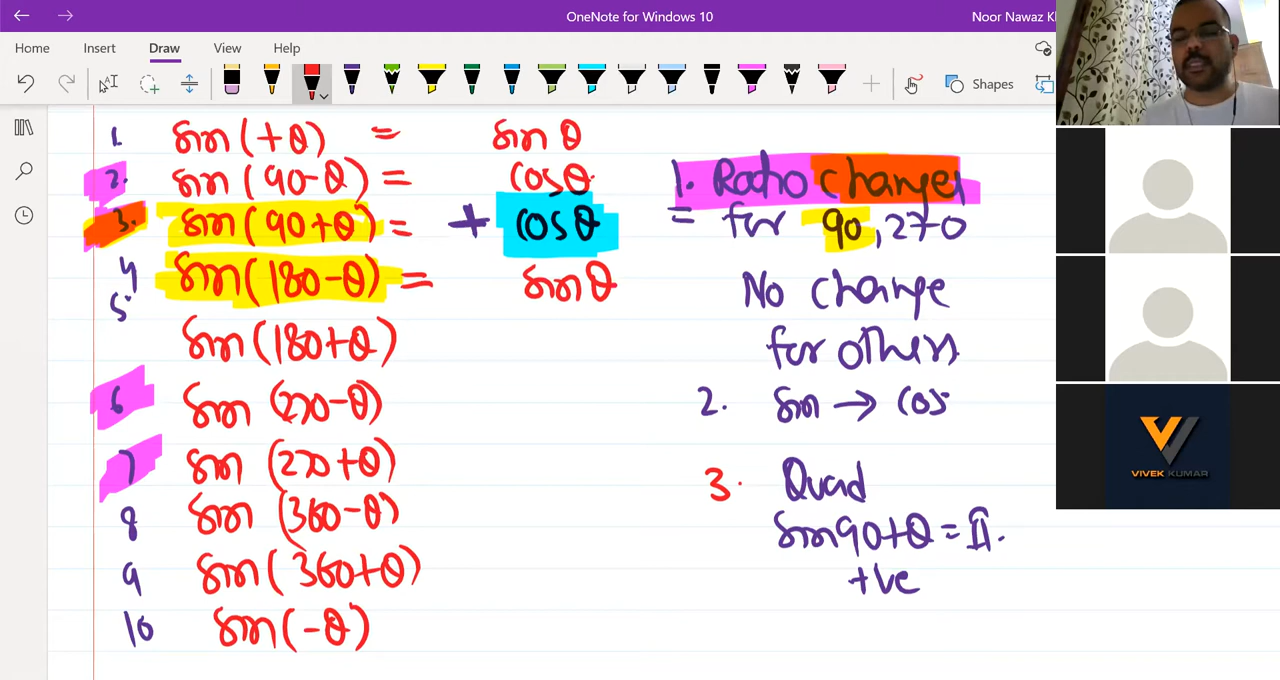 OneNote for Windows 10
Noor Nawaz Kh
Home Insert Draw View Help
Shapes
1. sin(+θ) = sin θ
2. sin(90-θ) = cosθ
3. sin(90+θ) = + cosθ
4 sin(180-θ) = sinθ
5. sin(180+θ)
6 sin(270-θ)
7 sin(270+θ)
8 sin(360-θ)
9 sin(360+θ)
10 sin(-θ)
1. Ratio changes
= for 90, 270
No change
for others
2. sin → cos
3. Quad
sin90+θ = II.
+ve
VIVEK KUMAR